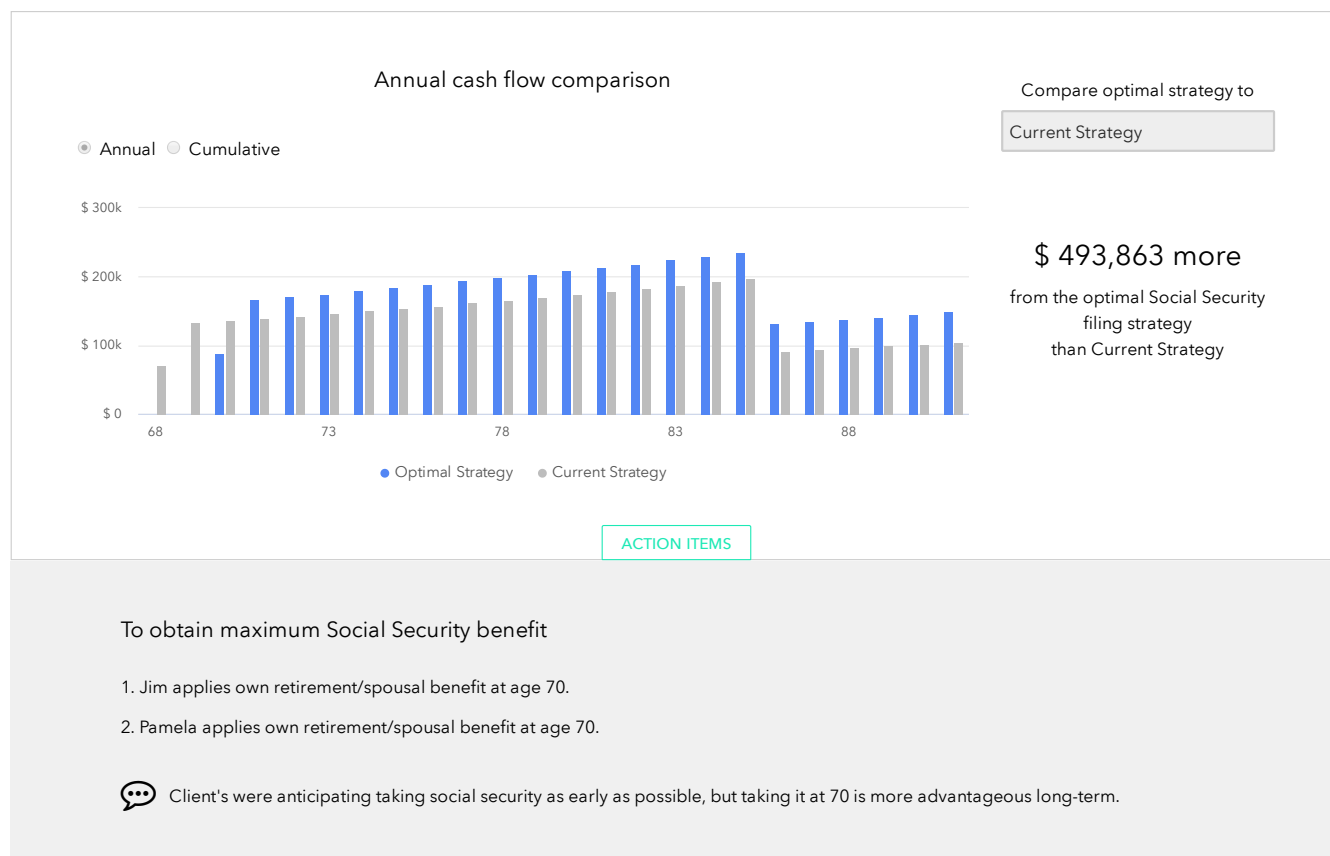 Annual cash flow comparison
Compare optimal strategy to
Current Strategy
Annual Cumulative
$ 300k
$ 200k
$ 100k
$ 0
68 73 78 83 88
Optimal Strategy Current Strategy
$ 493,863 more
from the optimal Social Security
filing strategy
than Current Strategy
ACTION ITEMS
To obtain maximum Social Security benefit
1. Jim applies own retirement/spousal benefit at age 70.
2. Pamela applies own retirement/spousal benefit at age 70.
Client's were anticipating taking social security as early as possible, but taking it at 70 is more advantageous long-term.